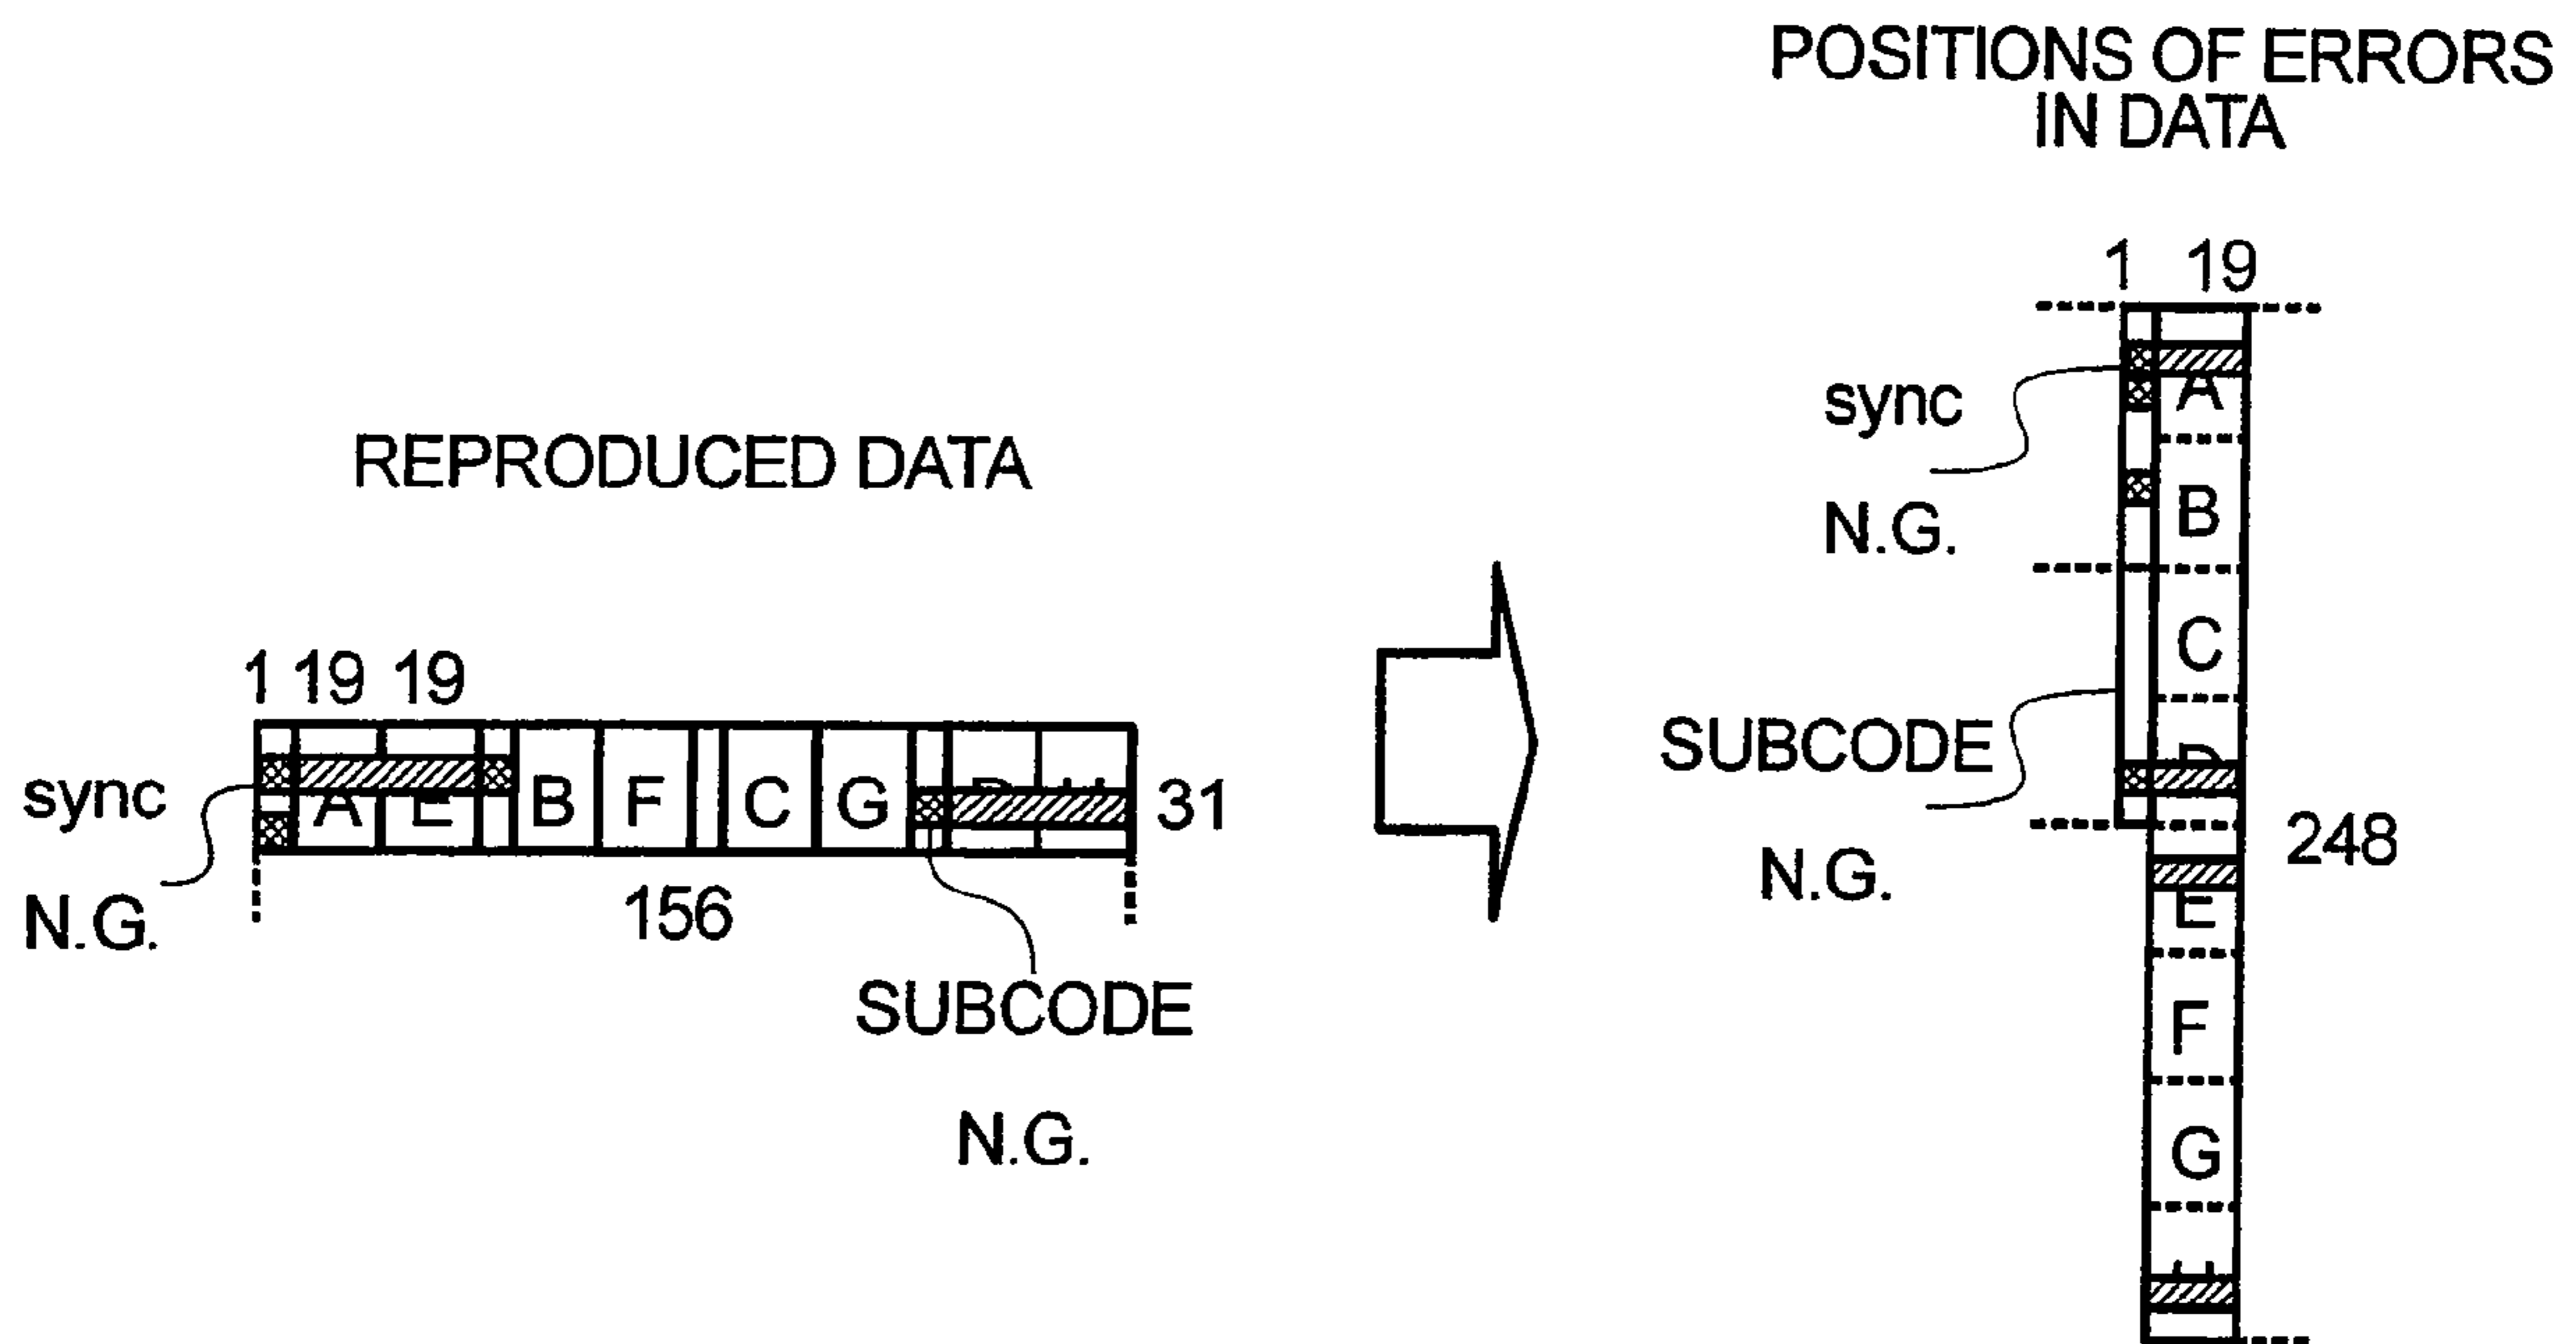 POSITIONS OF ERRORS
IN DATA
REPRODUCED DATA
1 19 19
sync
N.G.
A E B F C G
31
156
SUBCODE
N.G.
1 19
sync
N.G.
SUBCODE
N.G.
A
B
C
248
E
F
G